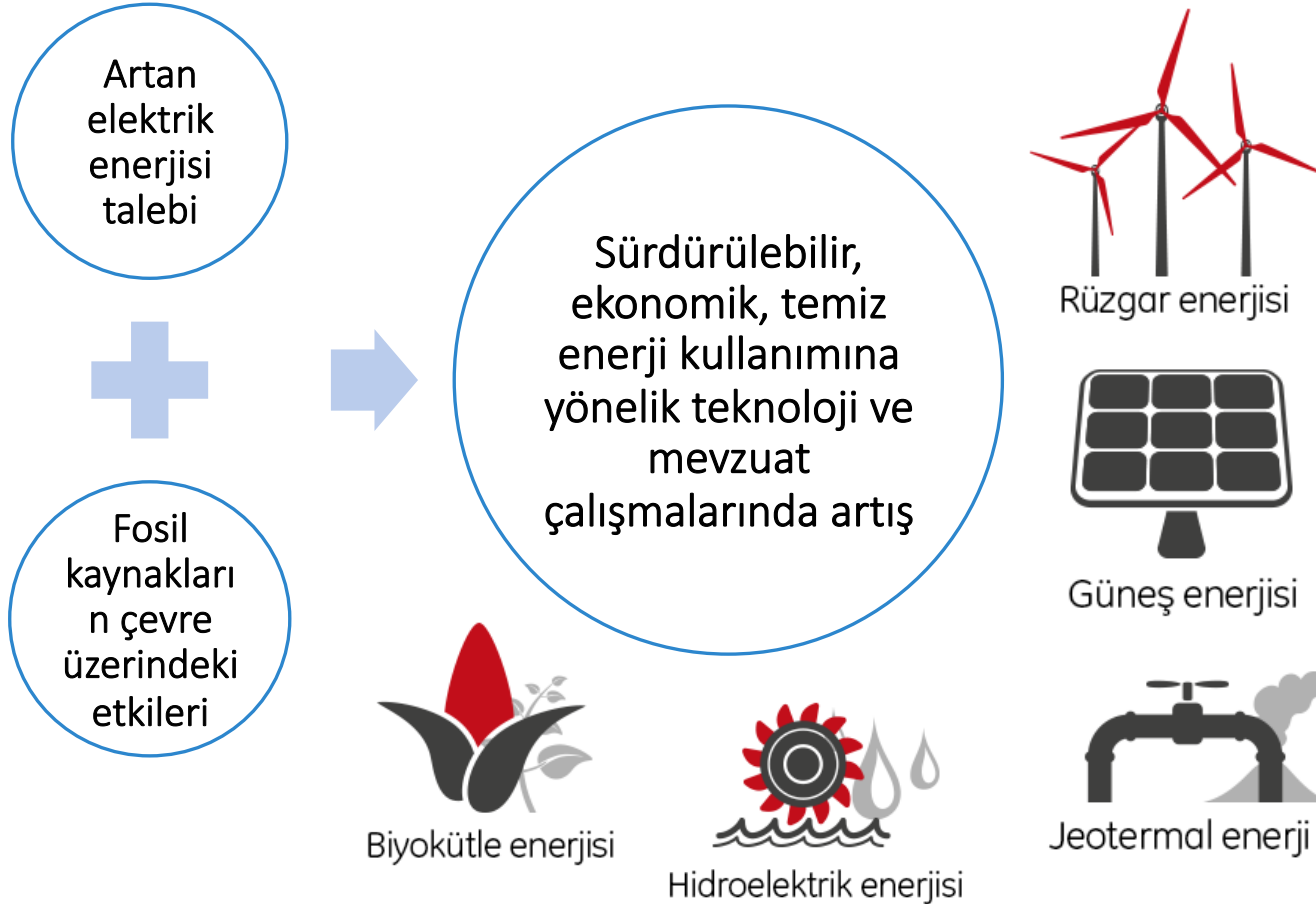 Artan
elektrik
enerjisi
talebi
Fosil
kaynakları
n çevre
üzerindeki
etkileri
Sürdürülebilir,
ekonomik, temiz
enerji kullanımına
yönelik teknoloji ve
mevzuat
çalışmalarında artış
Rüzgar enerjisi
Güneş enerjisi
Jeotermal enerji
Hidroelektrik enerjisi
Biyokütle enerjisi